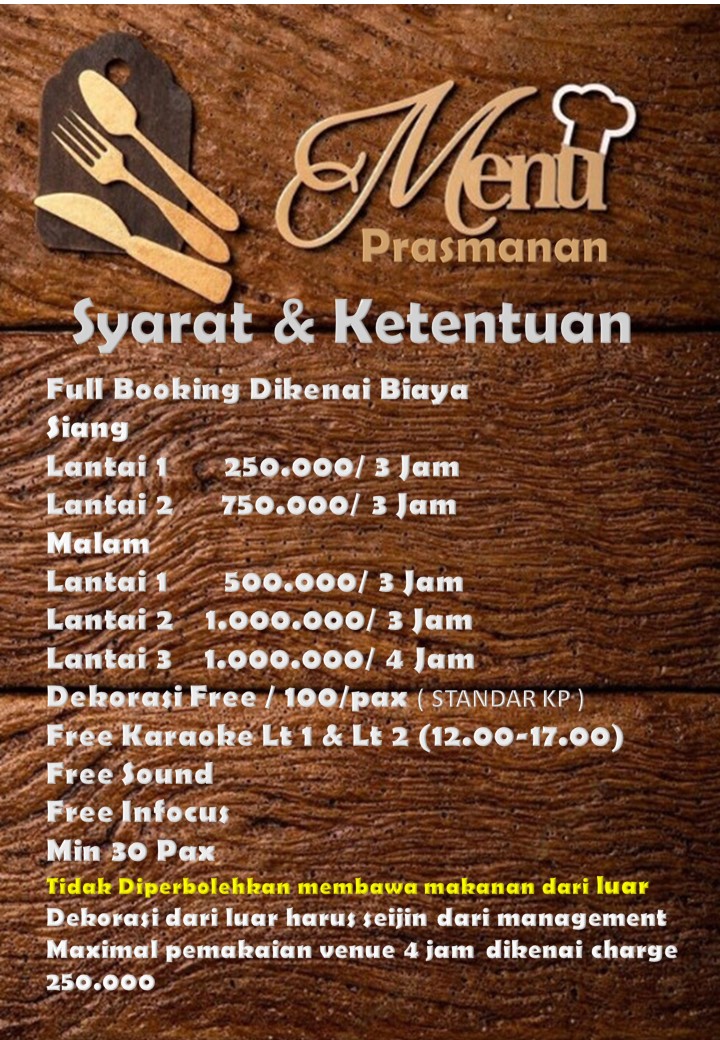 Menu
Prasmanan
Syarat & Ketentuan
Full Booking Dikenai Biaya
Siang
Lantai 1 250.000/ 3 Jam
Lantai 2 750.000/ 3 Jam
Malam
Lantai 1 500.000/ 3 Jam
Lantai 2 1.000.000/ 3 Jam
Lantai 3 1.000.000/ 4 Jam
Dekorasi Free / 100/pax ( STANDAR KP )
Free Karaoke Lt 1 & Lt 2 (12.00-17.00)
Free Sound
Free Infocus
Min 30 Pax
Tidak Diperbolehkan membawa makanan dari luar
Dekorasi dari luar harus seijin dari management
Maximal pemakaian venue 4 jam dikenai charge
250.000